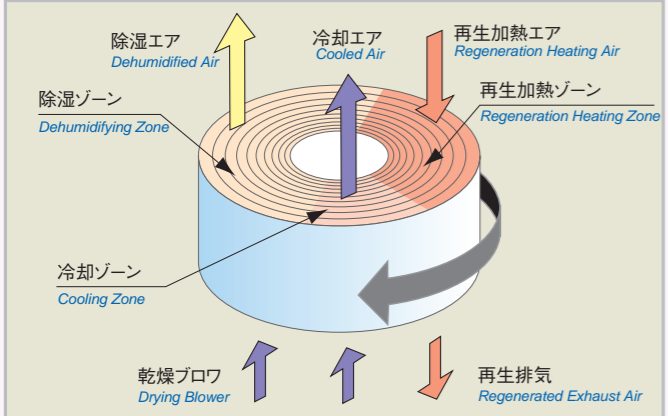 除湿エア
Dehumidified Air
冷却エア
Cooled Air
再生加熱エア
Regeneration Heating Air
除湿ゾーン
Dehumidifying Zone
再生加熱ゾーン
Regeneration Heating Zone
冷却ゾーン
Cooling Zone
乾燥ブロワ
Drying Blower
再生排気
Regenerated Exhaust Air